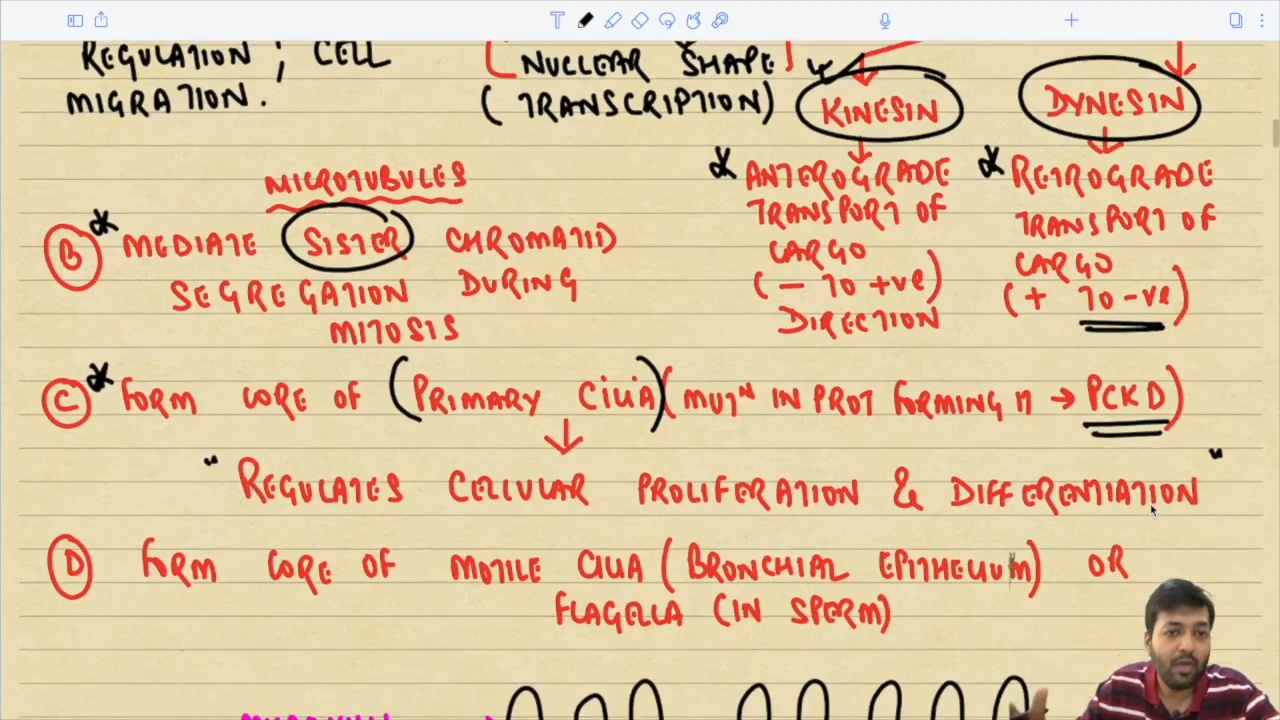 REGULATION ; CELL
MIGRATION.
NUCLEAR SHAPE
( TRANSCRIPTION)
KINESIN
DYNESIN
ANTEROGRADE
TRANSPORT OF
CARGO
( - TO +ve)
DIRECTION
RETROGRADE
TRANSPORT OF
CARGO
(+ TO -ve)
MICROTUBULES
B MEDIATE SISTER CHROMATID
SEGREGATION DURING
MITOSIS
C FORM CORE OF (PRIMARY CILIA) (MUTN IN PROT FORMING IT → PCKD)
"REGULATES CELLULAR PROLIFERATION & DIFFERENTIATION"
D FORM CORE OF MOTILE CILIA (BRONCHIAL EPITHELIUM) OR
FLAGELLA (IN SPERM)